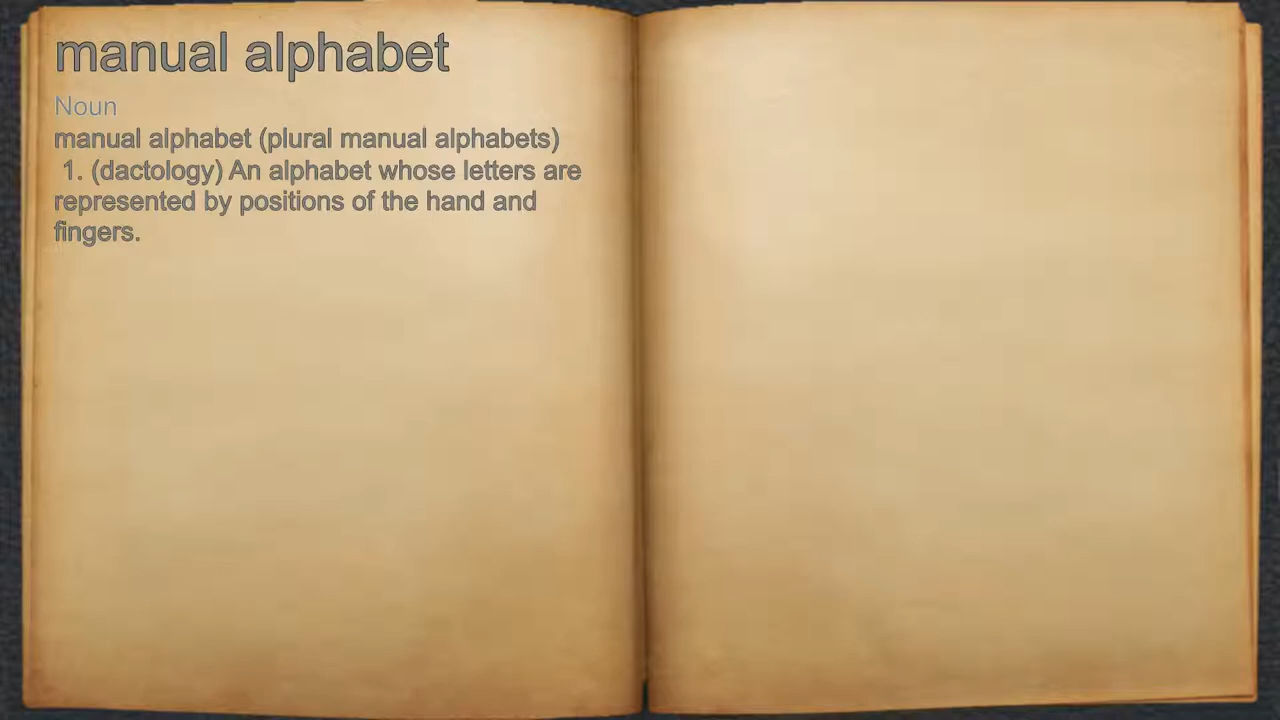 manual alphabet
Noun
manual alphabet (plural manual alphabets)
1. (dactology) An alphabet whose letters are
represented by positions of the hand and
fingers.